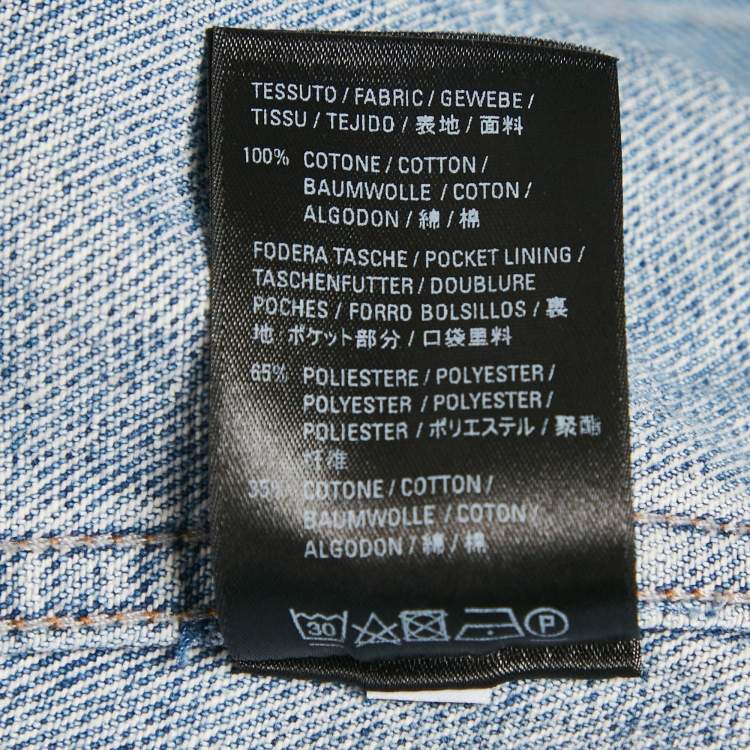 TESSUTO / FABRIC / GEWEBE /
TISSU / TEJIDO / 表地 / 面料
100% COTONE / COTTON /
BAUMWOLLE / COTON /
ALGODON / 綿 / 棉
FODERA TASCHE / POCKET LINING /
TASCHENFUTTER / DOUBLURE
POCHES / FORRO BOLSILLOS / 裏
地 ポケット部分 / 口袋里料
65% POLIESTERE / POLYESTER /
POLYESTER / POLYESTER /
POLIESTER / ポリエステル / 聚酯
纤维
35% COTONE / COTTON /
BAUMWOLLE / COTON /
ALGODON / 綿 / 棉
30 P